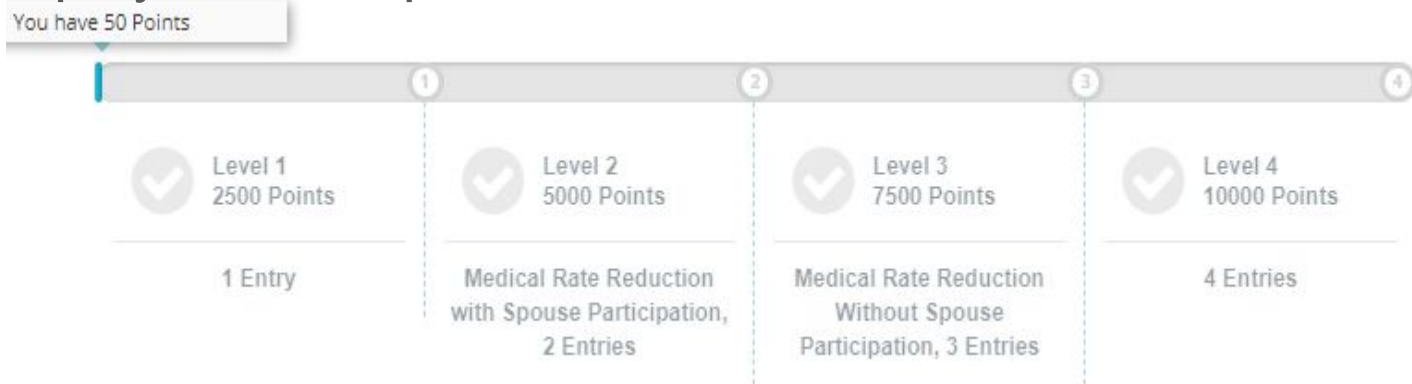 You have 50 Points
1
2
3
4
Level 1
2500 Points
Level 2
5000 Points
Level 3
7500 Points
Level 4
10000 Points
1 Entry
Medical Rate Reduction
with Spouse Participation,
2 Entries
Medical Rate Reduction
Without Spouse
Participation, 3 Entries
4 Entries